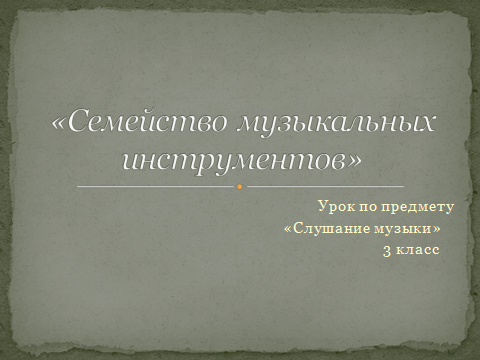 «Семейство музыкальных
инструментов»
Урок по предмету
«Слушание музыки»
3 класс